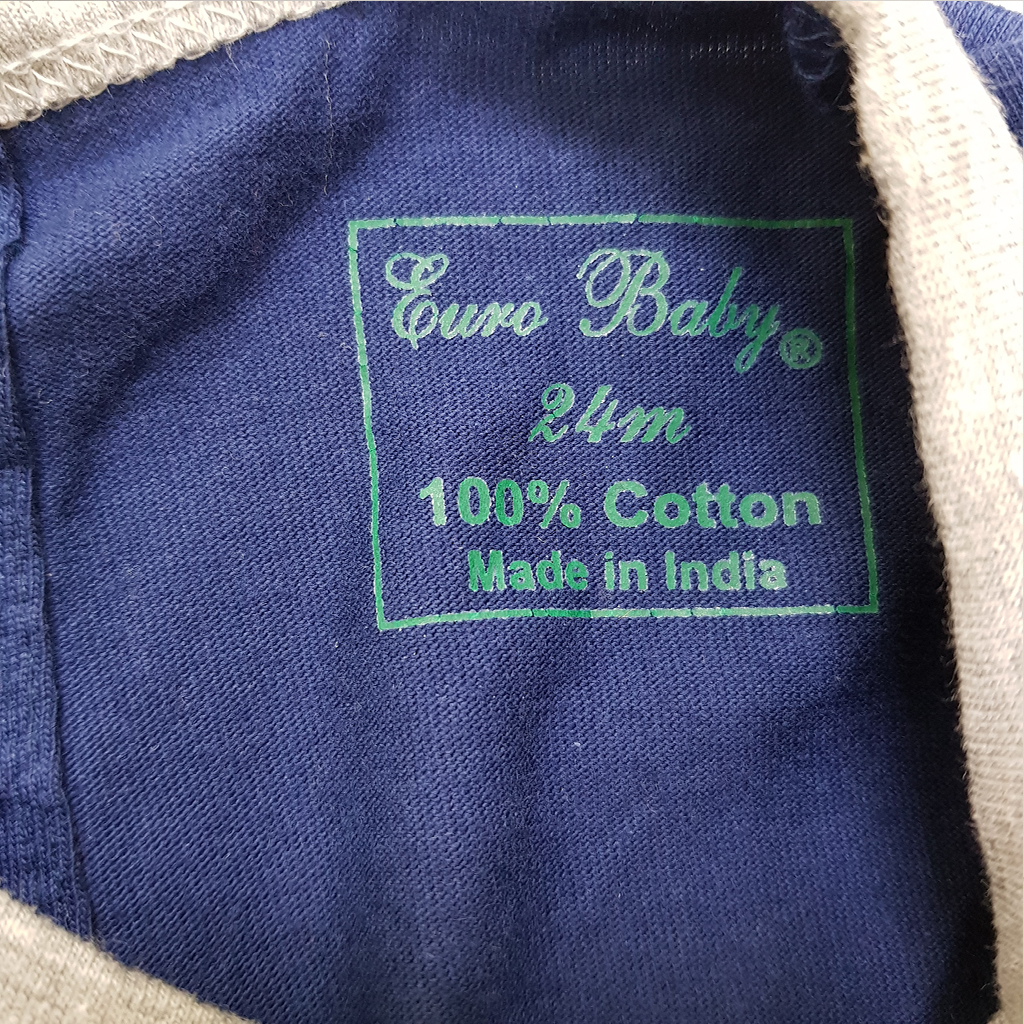 Euro Baby®
24m
100% Cotton
Made in India